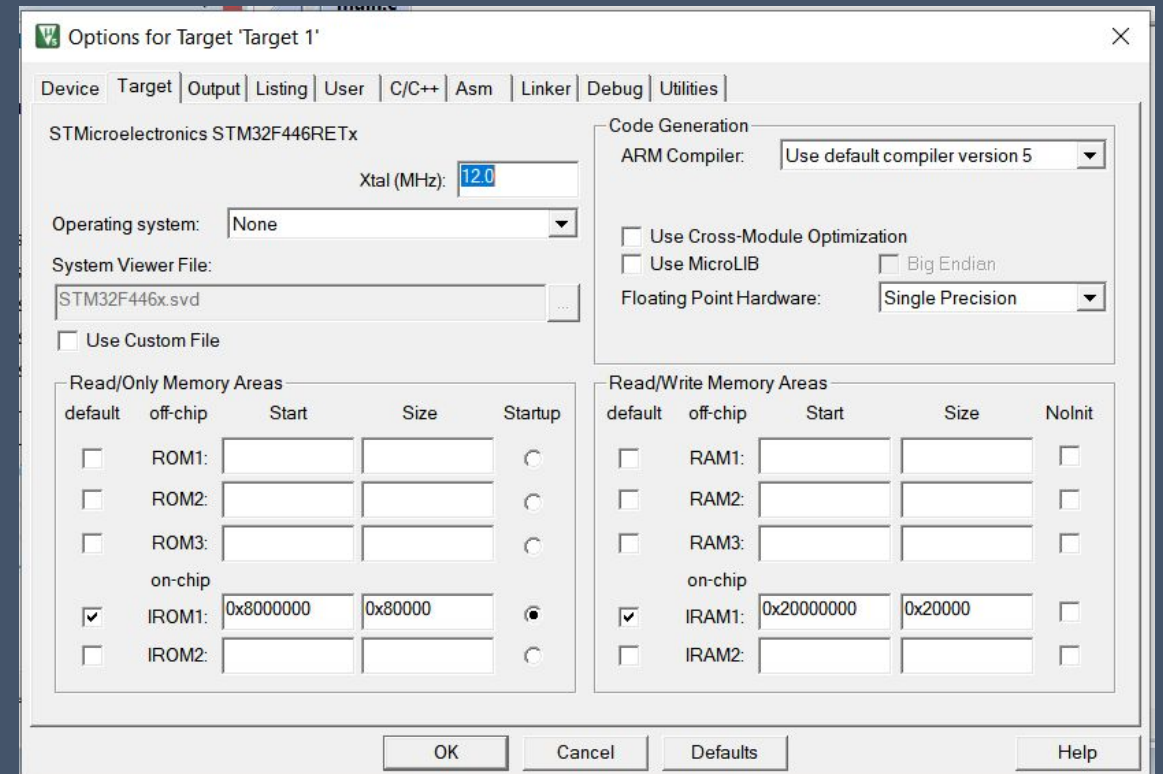 Options for Target 'Target 1'
Device Target Output Listing User C/C++ Asm Linker Debug Utilities
STMicroelectronics STM32F446RETx
Xtal (MHz): 12.0
Operating system: None
System Viewer File:
STM32F446x.svd
...
Use Custom File
Code Generation
ARM Compiler: Use default compiler version 5
Use Cross-Module Optimization
Use MicroLIB Big Endian
Floating Point Hardware: Single Precision
Read/Only Memory Areas
default off-chip Start Size Startup
ROM1:
ROM2:
ROM3:
on-chip
IROM1: 0x8000000 0x80000
IROM2:
Read/Write Memory Areas
default off-chip Start Size NoInit
RAM1:
RAM2:
RAM3:
on-chip
IRAM1: 0x20000000 0x20000
IRAM2:
OK Cancel Defaults Help